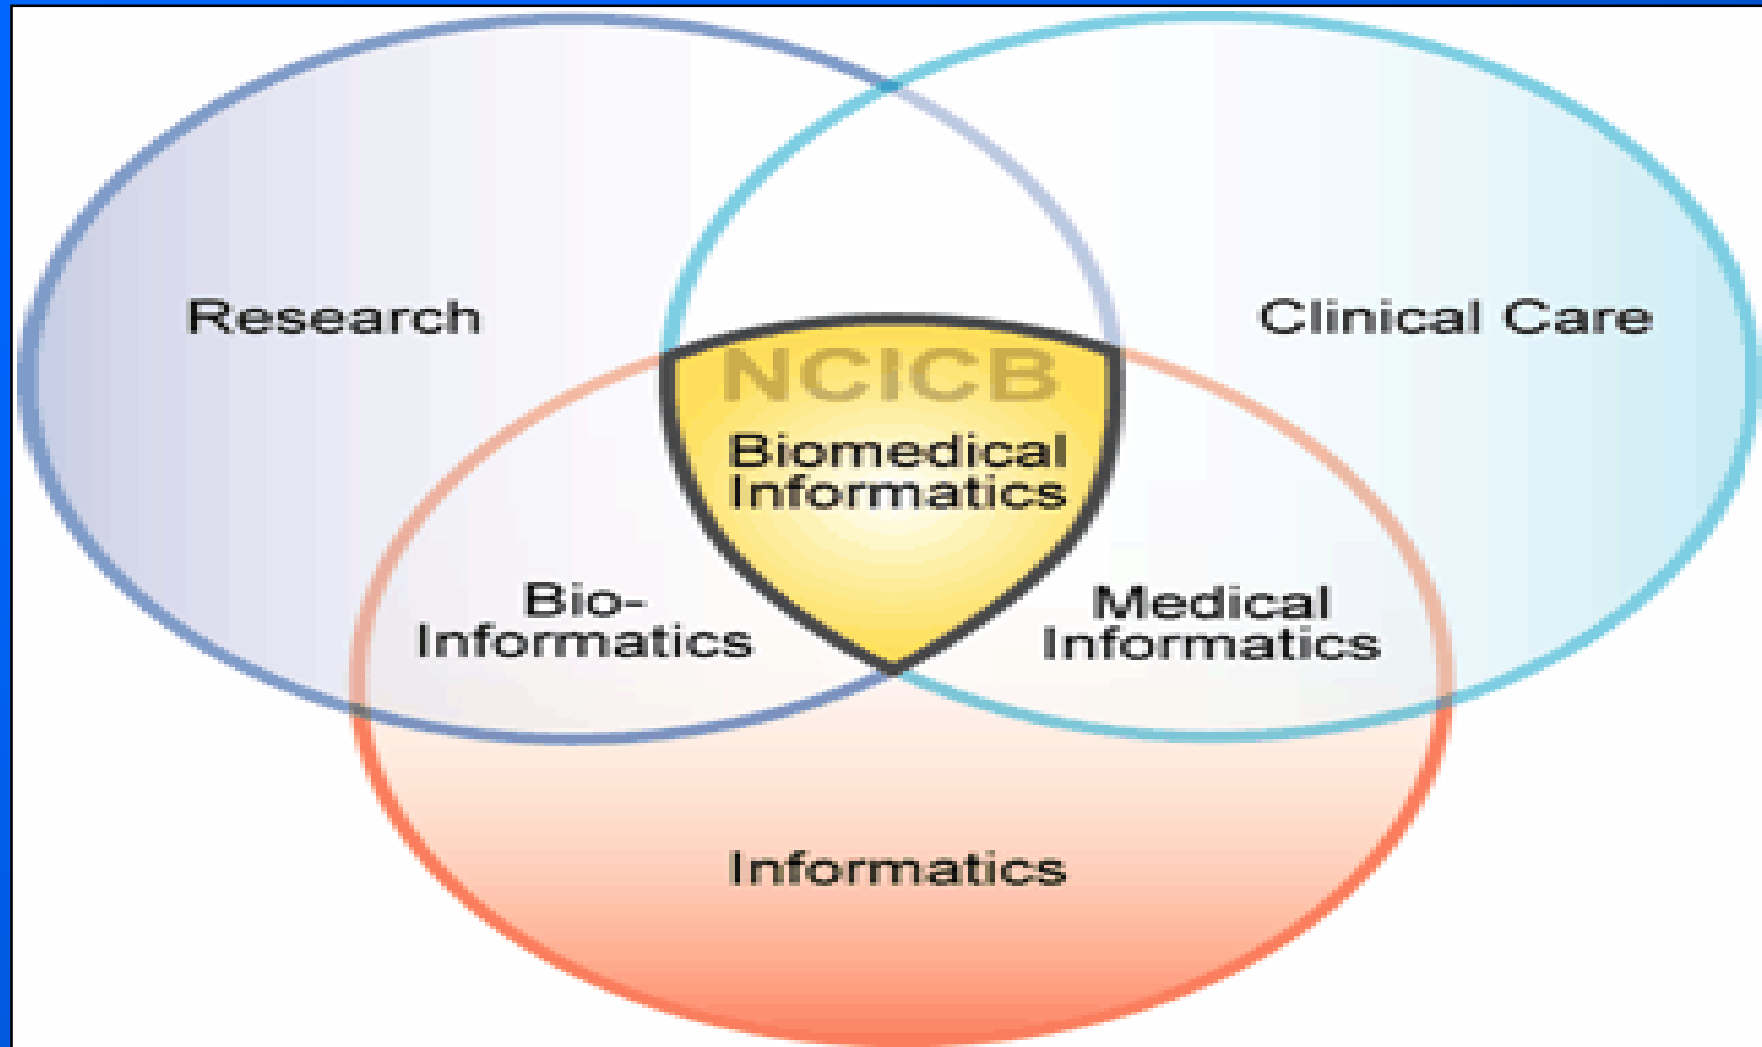 Research
Clinical Care
NCICB
Biomedical
Informatics
Bio-
Informatics
Medical
Informatics
Informatics